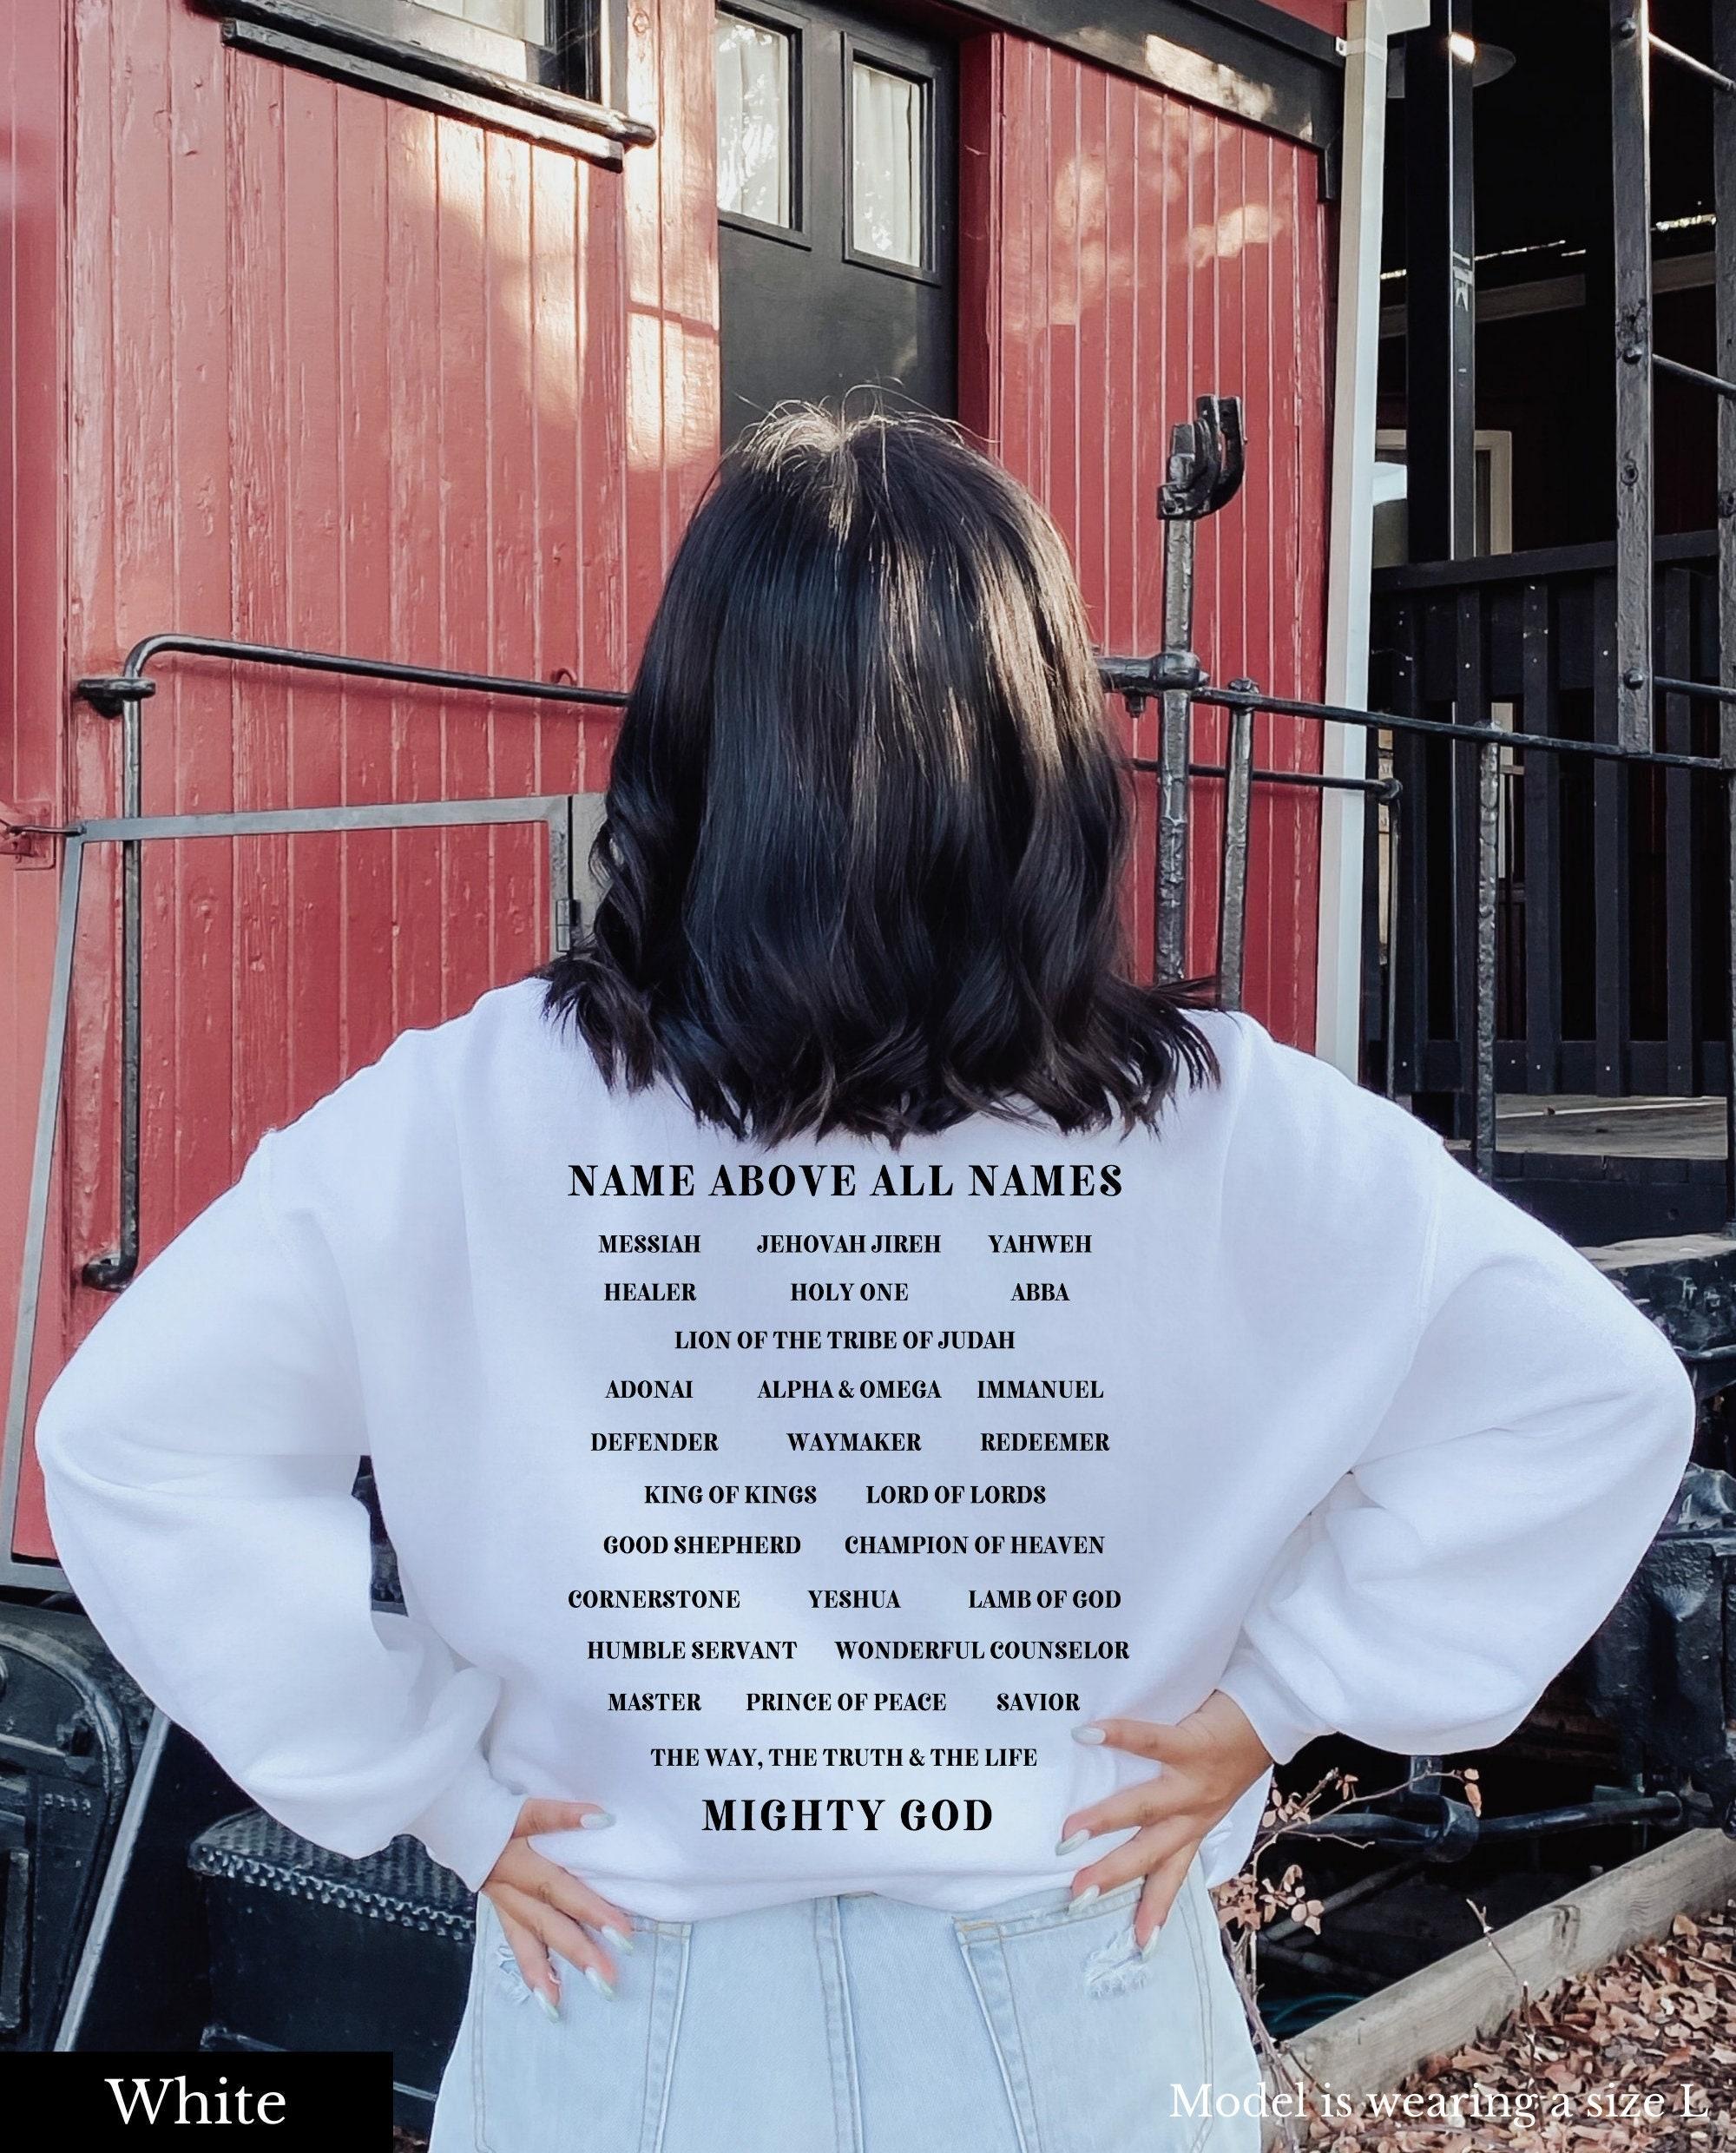 NAME ABOVE ALL NAMES
MESSIAH JEHOVAH JIREH YAHWEH
HEALER HOLY ONE ABBA
LION OF THE TRIBE OF JUDAH
ADONAI ALPHA & OMEGA IMMANUEL
DEFENDER WAYMAKER REDEEMER
KING OF KINGS LORD OF LORDS
GOOD SHEPHERD CHAMPION OF HEAVEN
CORNERSTONE YESHUA LAMB OF GOD
HUMBLE SERVANT WONDERFUL COUNSELOR
MASTER PRINCE OF PEACE SAVIOR
THE WAY, THE TRUTH & THE LIFE
MIGHTY GOD
White
Model is wearing a size L